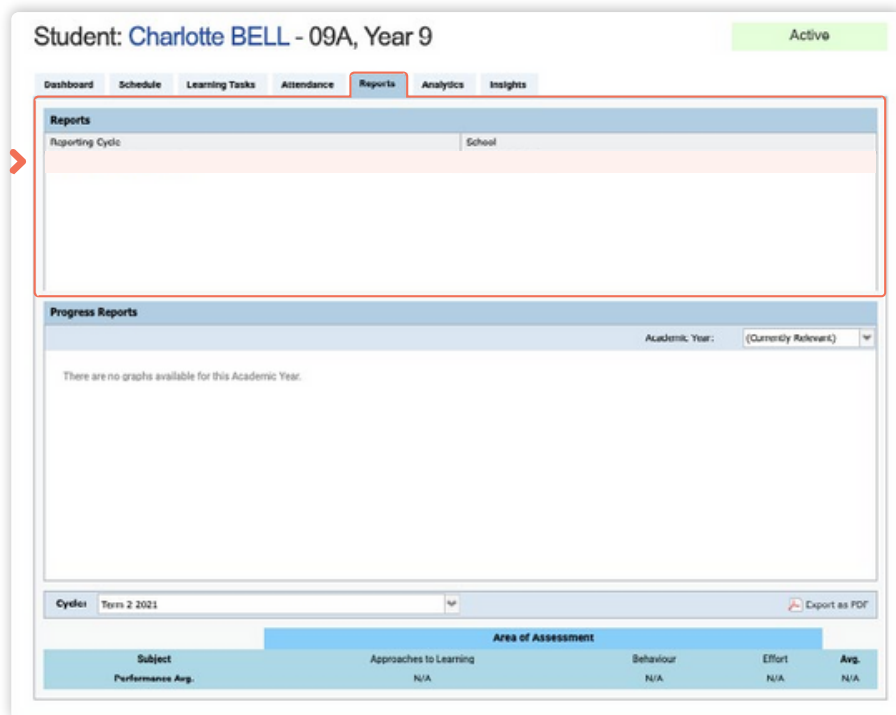 Student: Charlotte BELL - 09A, Year 9 Active
Dashboard Schedule Learning Tasks Attendance Reports Analytics Insights
Reports
Reporting Cycle School
Progress Reports
Academic Year: (Currently Relevant)
There are no graphs available for this Academic Year.
Cycle: Term 2 2021 Export as PDF
Area of Assessment
Subject Approaches to Learning Behaviour Effort Avg.
Performance Avg. N/A N/A N/A N/A